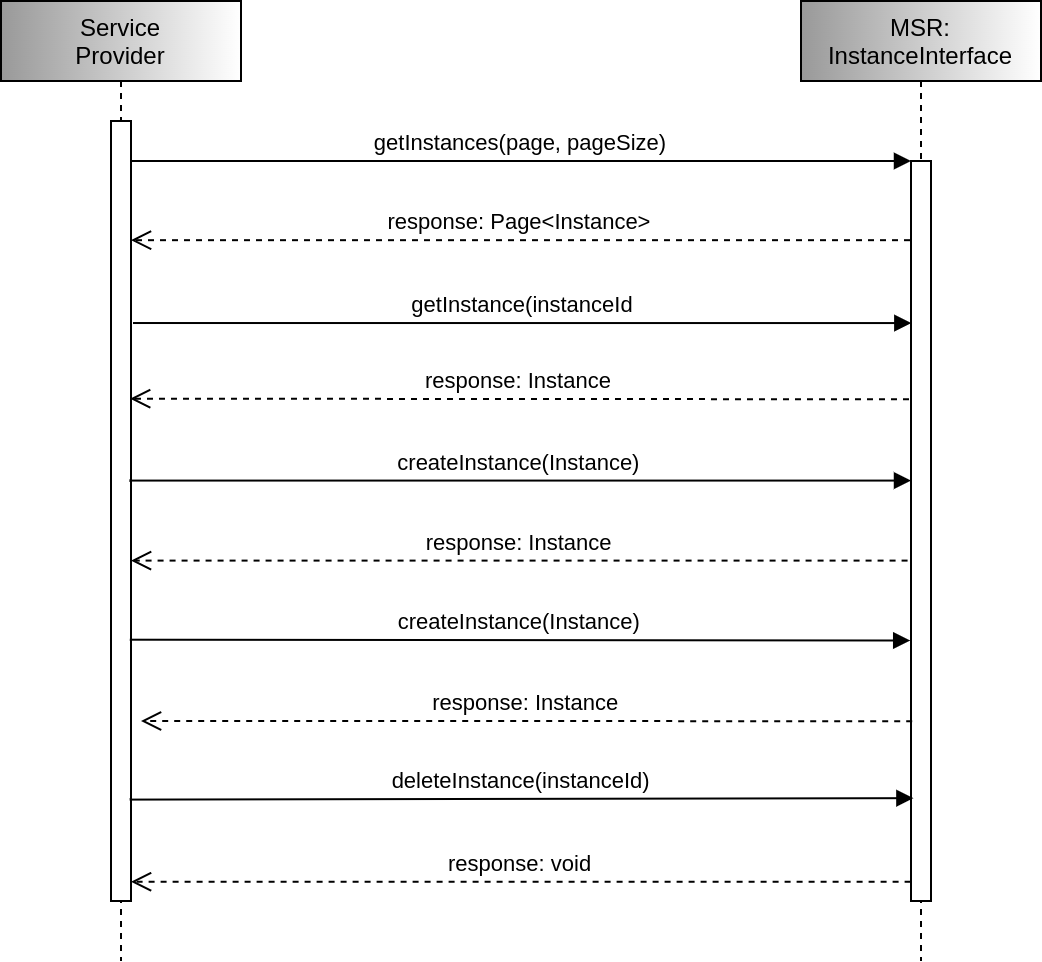 Service
Provider
MSR:
InstanceInterface
getInstances(page, pageSize)
response: Page<Instance>
getInstance(instanceId
response: Instance
createInstance(Instance)
response: Instance
createInstance(Instance)
response: Instance
deleteInstance(instanceId)
response: void